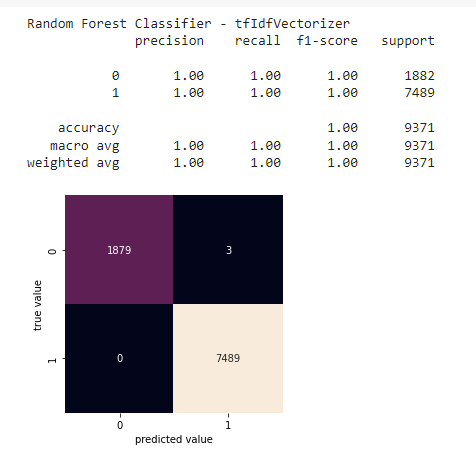 Random Forest Classifier - tfIdfVectorizer
precision recall f1-score support
0 1.00 1.00 1.00 1882
1 1.00 1.00 1.00 7489
accuracy 1.00 9371
macro avg 1.00 1.00 1.00 9371
weighted avg 1.00 1.00 1.00 9371
0 1879 3
true value
1 0 7489
0 1
predicted value